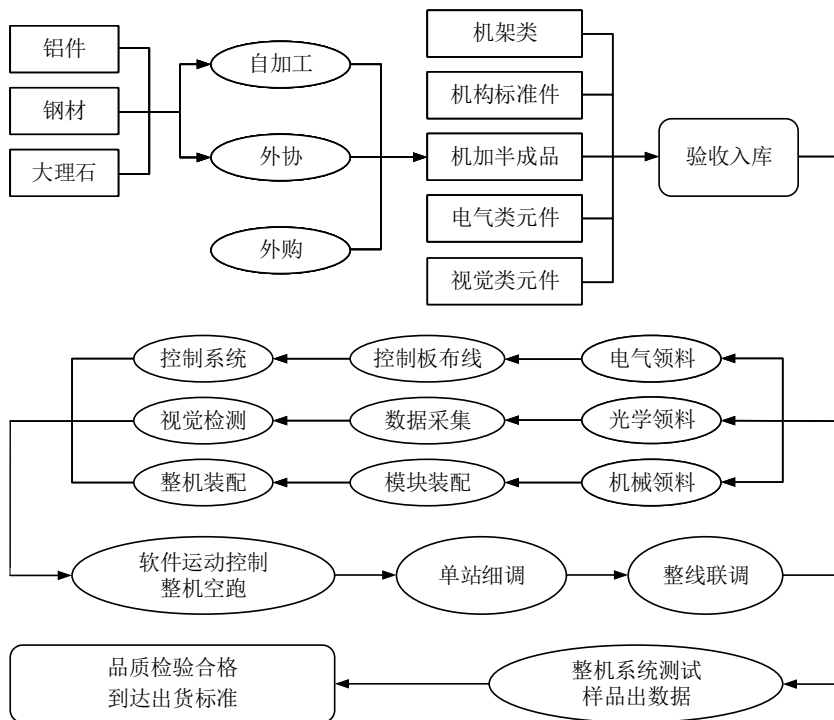 铝件
钢材
大理石
自加工
外协
外购
机架类
机构标准件
机加半成品
电气类元件
视觉类元件
验收入库
控制系统
控制板布线
电气领料
视觉检测
数据采集
光学领料
整机装配
模块装配
机械领料
软件运动控制
整机空跑
单站细调
整线联调
品质检验合格
到达出货标准
整机系统测试
样品出数据